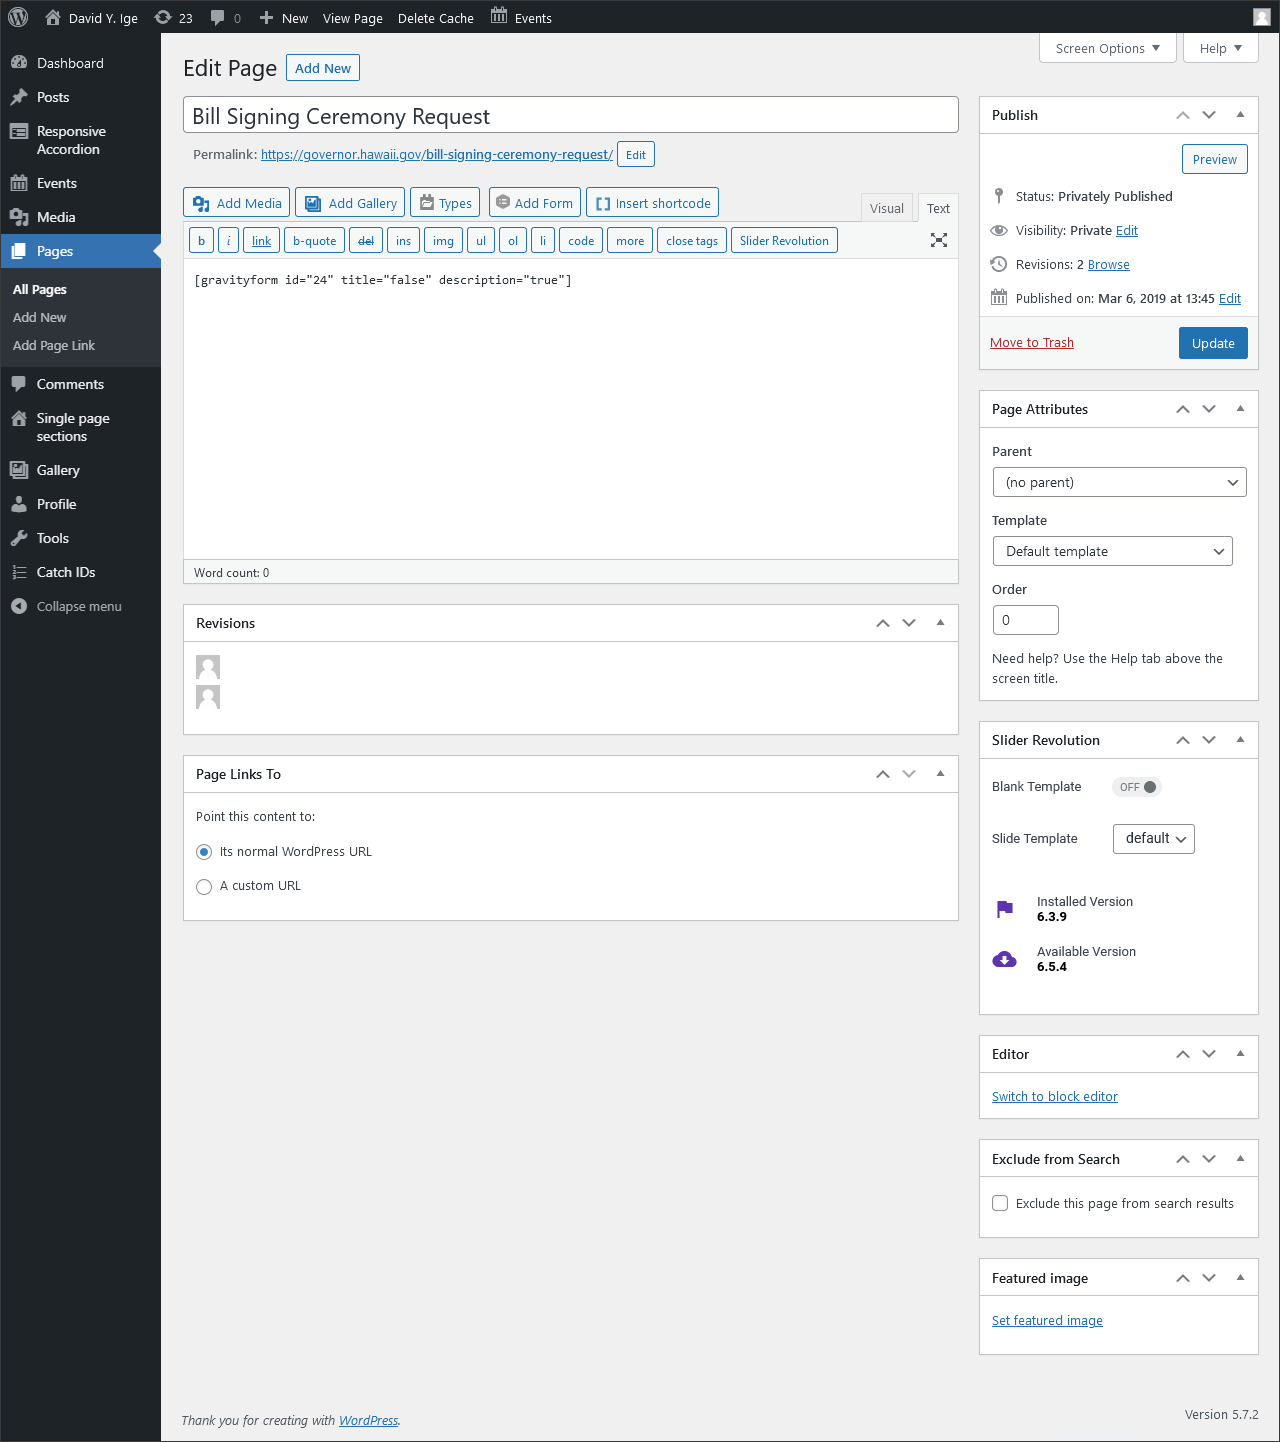 David Y. Ige 23 0 New View Page Delete Cache Events
Dashboard
Posts
Responsive
Accordion
Events
Media
Pages
All Pages
Add New
Add Page Link
Comments
Single page
sections
Gallery
Profile
Tools
Catch IDs
Collapse menu
Screen Options Help
Edit Page Add New
Bill Signing Ceremony Request
Permalink: https://governor.hawaii.gov/bill-signing-ceremony-request/ Edit
Add Media Add Gallery Types Add Form Insert shortcode Visual Text
b i link b-quote del ins img ul ol li code more close tags Slider Revolution
[gravityform id="24" title="false" description="true"]
Word count: 0
Revisions
Page Links To
Point this content to:
Its normal WordPress URL
A custom URL
Publish
Preview
Status: Privately Published
Visibility: Private Edit
Revisions: 2 Browse
Published on: Mar 6, 2019 at 13:45 Edit
Move to Trash Update
Page Attributes
Parent
(no parent)
Template
Default template
Order
0
Need help? Use the Help tab above the
screen title.
Slider Revolution
Blank Template OFF
Slide Template default
Installed Version
6.3.9
Available Version
6.5.4
Editor
Switch to block editor
Exclude from Search
Exclude this page from search results
Featured image
Set featured image
Thank you for creating with WordPress.
Version 5.7.2